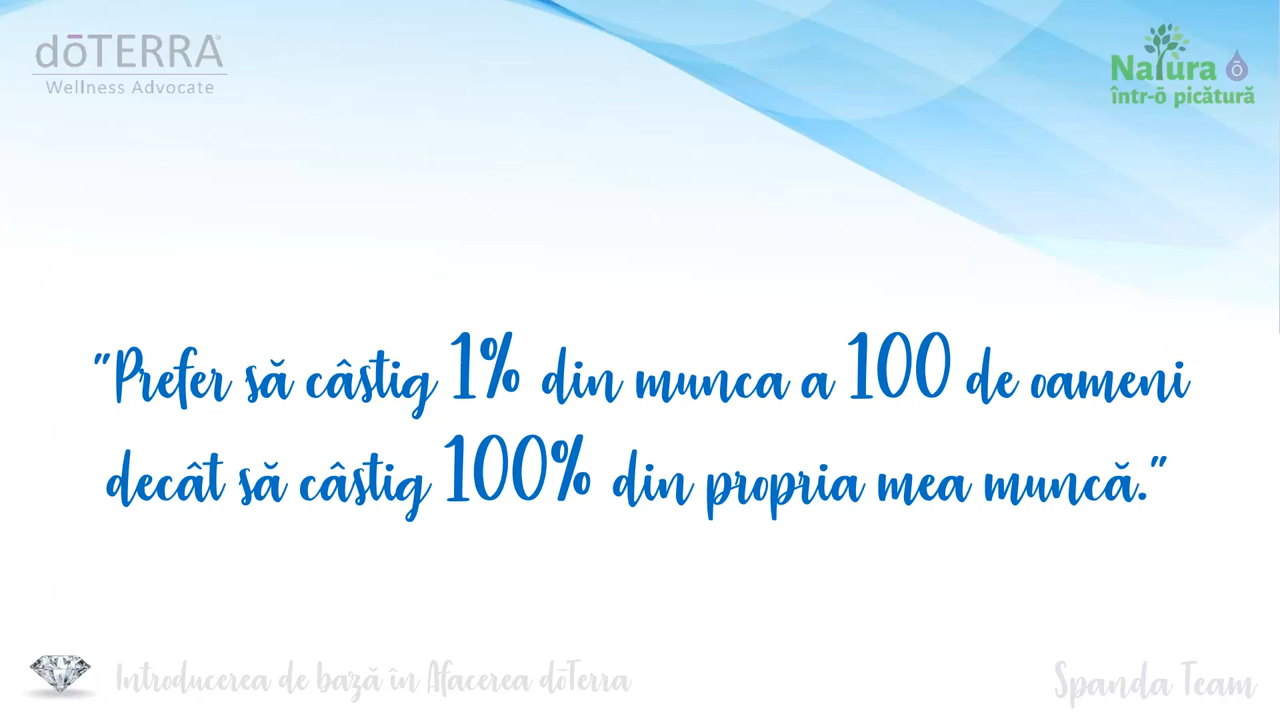 dōTERRA®
Wellness Advocate
Natura ō
într-ō picătură
"Prefer să câștig 1% din munca a 100 de oameni
decât să câștig 100% din propria mea muncă."
Introducerea de bază în Afacerea dōTerra
Spanda Team